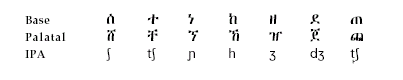 Base ሰ ተ ነ ከ ዘ ደ ጠ
Palatal ሸ ቸ ኘ ኸ ዠ ጀ ጨ
IPA ʃ tʃ ɲ h ʒ dʒ tʃ̣